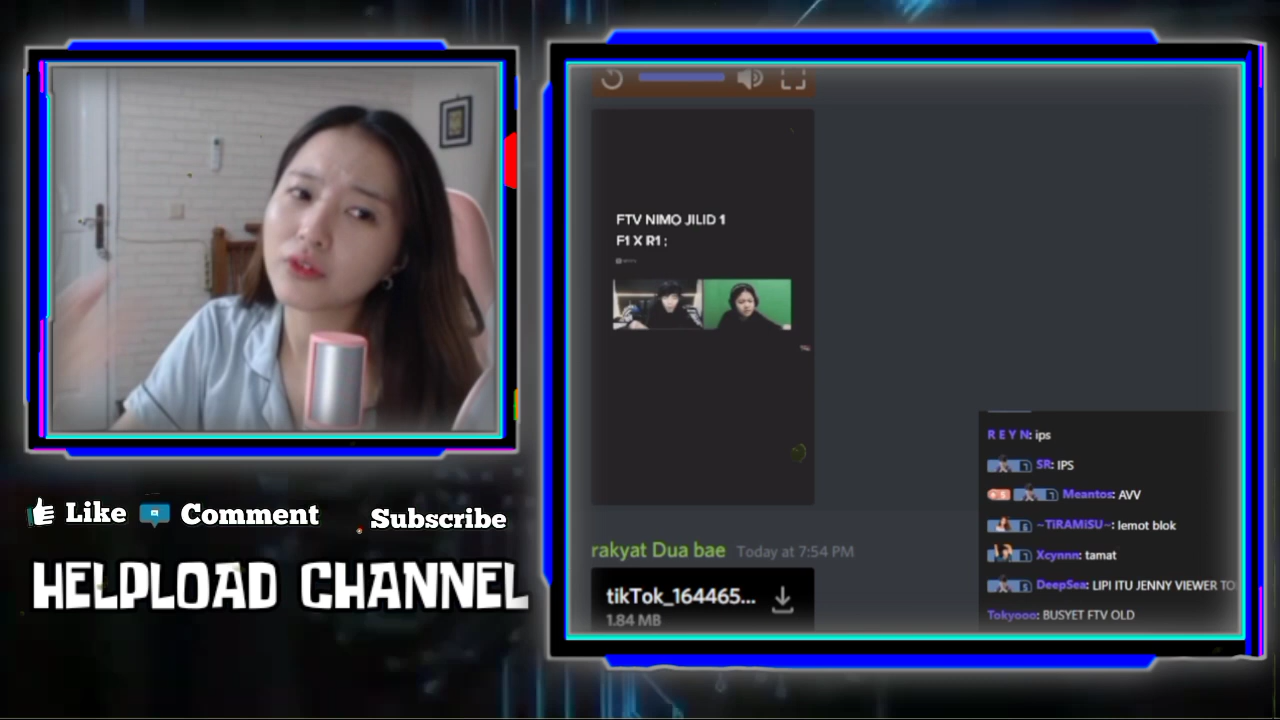 FTV NIMO JILID 1
F1 X R1 :
R E Y N: ips
SR: IPS
Meantos: AVV
~TiRAMiSU~: lemot blok
Xcynnn: tamat
DeepSea: LIPI ITU JENNY VIEWER TO
Tokyooo: BUSYET FTV OLD
rakyat Dua bae Today at 7:54 PM
tikTok_164465...
1.84 MB
Like Comment Subscribe
HELPLOAD CHANNEL